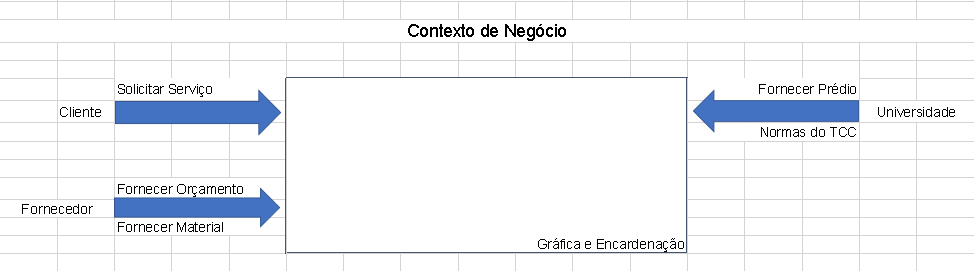 Contexto de Negócio
Solicitar Serviço
Cliente
Fornecer Orçamento
Fornecedor
Fornecer Material
Fornecer Prédio
Universidade
Normas do TCC
Gráfica e Encardenação